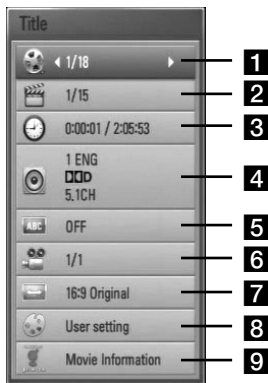 Title
1/18 1
1/15 2
0:00:01 / 2:05:53 3
1 ENG
DD D
5.1CH 4
ABC OFF 5
1/1 6
16:9 Original 7
User setting 8
Movie Information 9